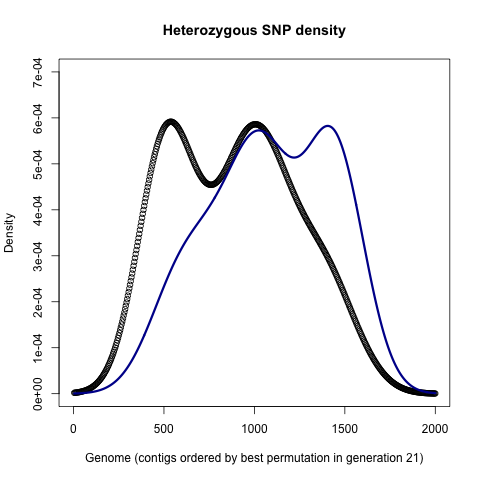 Heterozygous SNP density
7e-04
6e-04
5e-04
4e-04
3e-04
2e-04
1e-04
0e+00
Density
0 500 1000 1500 2000
Genome (contigs ordered by best permutation in generation 21)